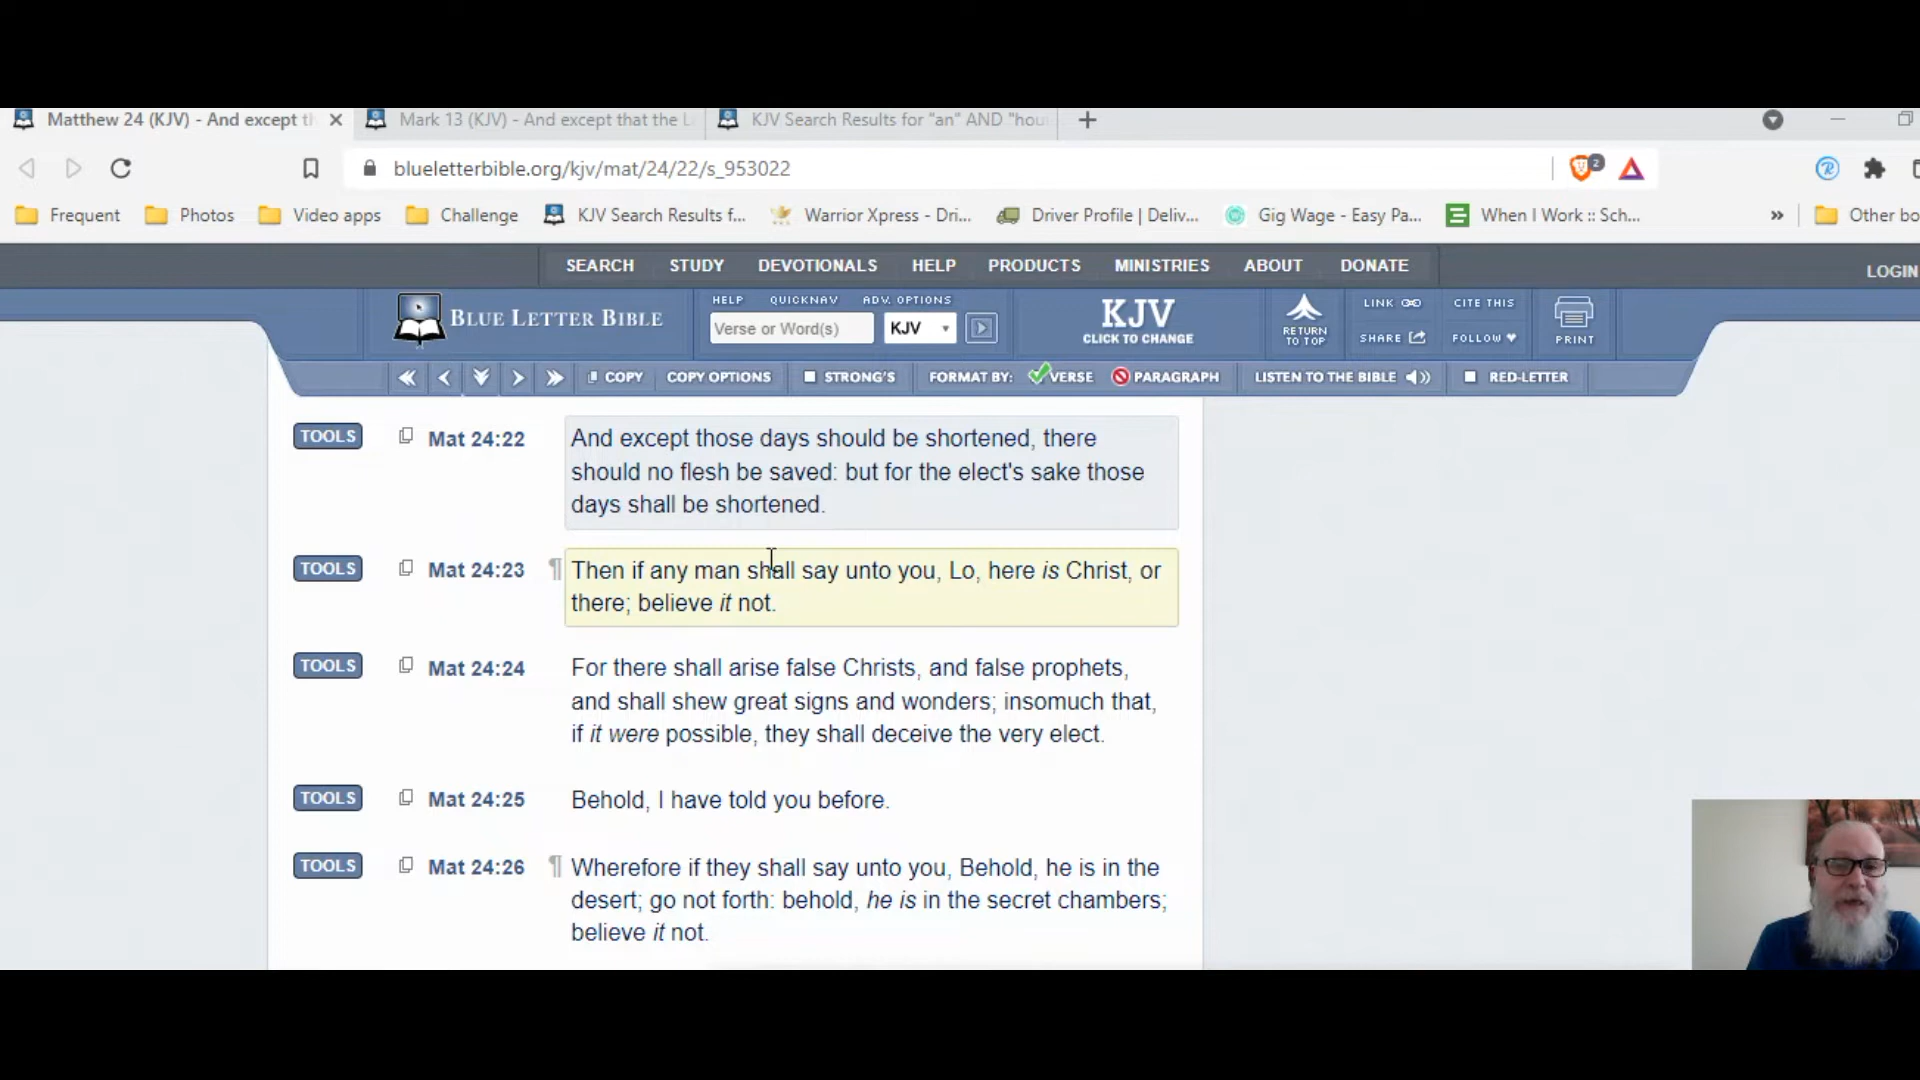 Matthew 24 (KJV) - And except th
Mark 13 (KJV) - And except that the L
KJV Search Results for "an" AND "hou
blueletterbible.org/kjv/mat/24/22/s_953022
2
Frequent
Photos
Video apps
Challenge
KJV Search Results f...
Warrior Xpress - Dri...
Driver Profile | Deliv...
Gig Wage - Easy Pa...
When I Work :: Sch...
»
Other bo
SEARCH
STUDY
DEVOTIONALS
HELP
PRODUCTS
MINISTRIES
ABOUT
DONATE
LOGIN
BLUE LETTER BIBLE
HELP
QUICKNAV
ADV. OPTIONS
Verse or Word(s)
KJV
KJV
CLICK TO CHANGE
RETURN
TO TOP
LINK
CITE THIS
SHARE
FOLLOW
PRINT
COPY
COPY OPTIONS
STRONG'S
FORMAT BY:
VERSE
PARAGRAPH
LISTEN TO THE BIBLE
RED-LETTER
TOOLS
Mat 24:22
And except those days should be shortened, there
should no flesh be saved: but for the elect's sake those
days shall be shortened.
TOOLS
Mat 24:23
¶ Then if any man shall say unto you, Lo, here is Christ, or
there; believe it not.
TOOLS
Mat 24:24
For there shall arise false Christs, and false prophets,
and shall shew great signs and wonders; insomuch that,
if it were possible, they shall deceive the very elect.
TOOLS
Mat 24:25
Behold, I have told you before.
TOOLS
Mat 24:26
¶ Wherefore if they shall say unto you, Behold, he is in the
desert; go not forth: behold, he is in the secret chambers;
believe it not.